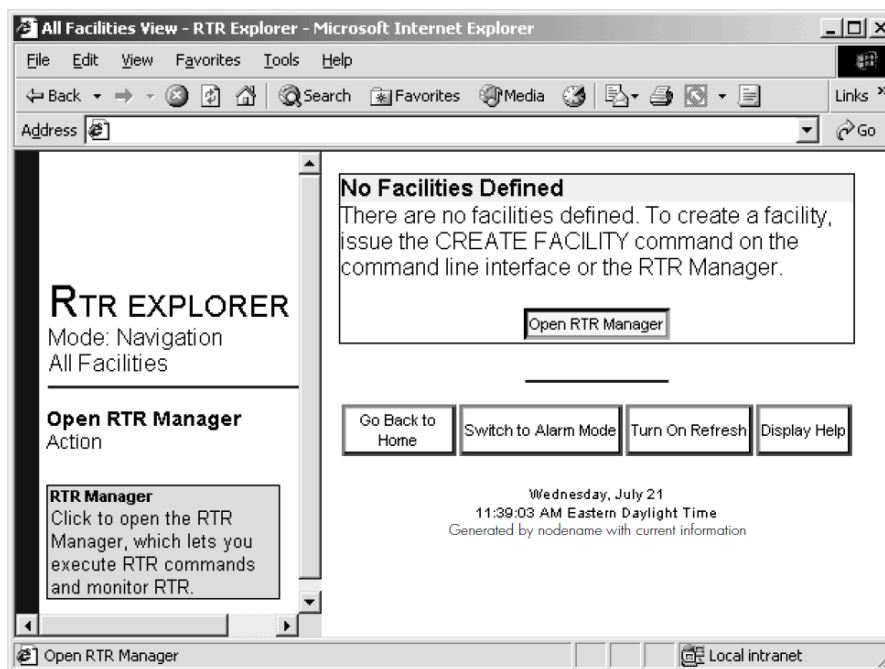 All Facilities View - RTR Explorer - Microsoft Internet Explorer
File Edit View Favorites Tools Help
Back Search Favorites Media Links »
Address Go
RTR EXPLORER
Mode: Navigation
All Facilities
Open RTR Manager
Action
RTR Manager
Click to open the RTR
Manager, which lets you
execute RTR commands
and monitor RTR.
No Facilities Defined
There are no facilities defined. To create a facility,
issue the CREATE FACILITY command on the
command line interface or the RTR Manager.
Open RTR Manager
Go Back to
Home
Switch to Alarm Mode
Turn On Refresh
Display Help
Wednesday, July 21
11:39:03 AM Eastern Daylight Time
Generated by nodename with current information
Open RTR Manager Local intranet